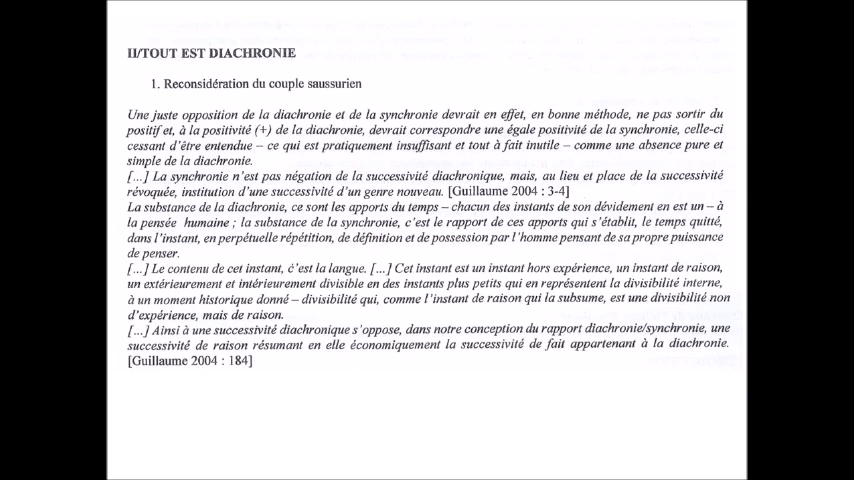 II/TOUT EST DIACHRONIE
1. Reconsidération du couple saussurien
Une juste opposition de la diachronie et de la synchronie devrait en effet, en bonne méthode, ne pas sortir du
positif et, à la positivité (+) de la diachronie, devrait correspondre une égale positivité de la synchronie, celle-ci
cessant d'être entendue – ce qui est pratiquement insuffisant et tout à fait inutile – comme une absence pure et
simple de la diachronie.
[...] La synchronie n'est pas négation de la successivité diachronique, mais, au lieu et place de la successivité
révoquée, institution d'une successivité d'un genre nouveau. [Guillaume 2004 : 3-4]
La substance de la diachronie, ce sont les apports du temps – chacun des instants de son dévidement en est un – à
la pensée humaine ; la substance de la synchronie, c'est le rapport de ces apports qui s'établit, le temps quitté,
dans l'instant, en perpétuelle répétition, de définition et de possession par l'homme pensant de sa propre puissance
de penser.
[...] Le contenu de cet instant, c'est la langue. [...] Cet instant est un instant hors expérience, un instant de raison,
un extérieurement et intérieurement divisible en des instants plus petits qui en représentent la divisibilité interne,
à un moment historique donné – divisibilité qui, comme l'instant de raison qui la subsume, est une divisibilité non
d'expérience, mais de raison.
[...] Ainsi à une successivité diachronique s'oppose, dans notre conception du rapport diachronie/synchronie, une
successivité de raison résumant en elle économiquement la successivité de fait appartenant à la diachronie.
[Guillaume 2004 : 184]